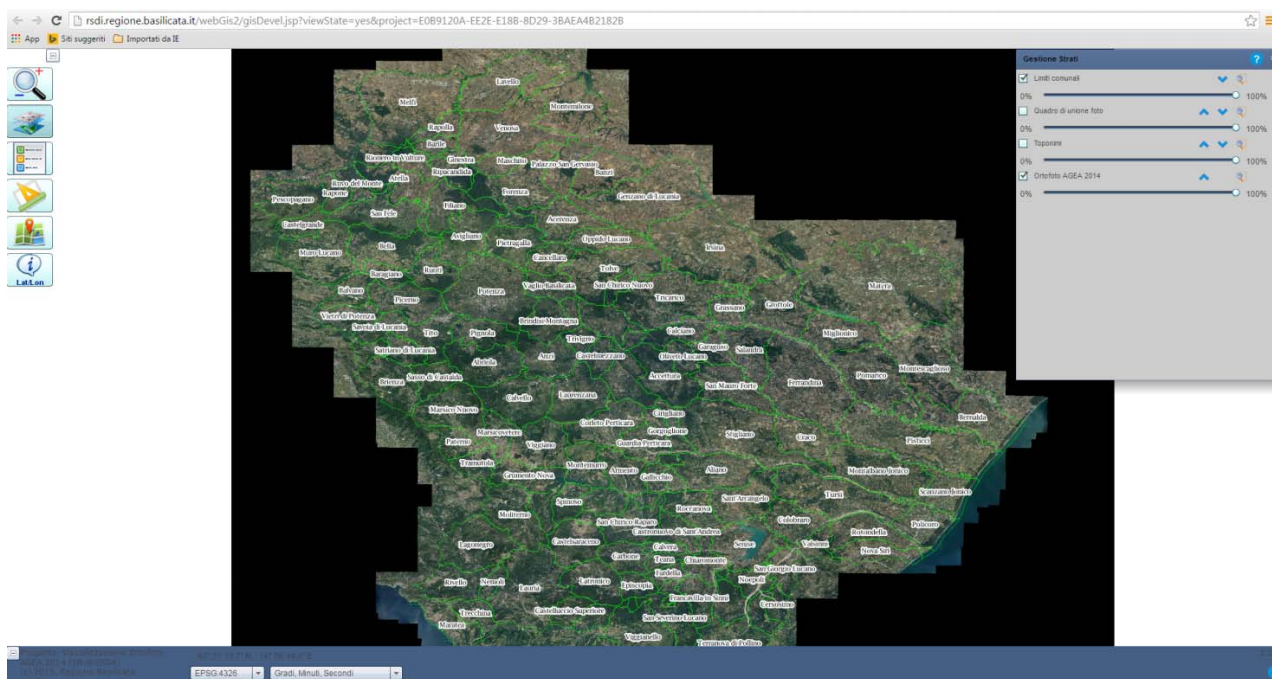 rsdi.regione.basilicata.it/webGis2/gisDevel.jsp?viewState=yes&project=E0B9120A-EE2E-E18B-8D29-3BAEA4B2182B
App Siti suggeriti Importati da IE
Gestione Strati ?
Limiti comunali
0% 100%
Quadro di unione foto
0% 100%
Toponimi
0% 100%
Ortofoto AGEA 2014
0% 100%
Lat/Lon
Lavello
Melfi
Montemilone
Rapolla
Venosa
Barile
Rionero in Vulture
Ginestra
Maschito
Palazzo San Gervasio
Ripacandida
Banzi
Atella
Ruvo del Monte
Rapone
Forenza
Genzano di Lucania
Pescopagano
Filiano
San Fele
Acerenza
Castelgrande
Avigliano
Pietragalla
Oppido Lucano
Bella
Irsina
Muro Lucano
Cancellara
Ruoti
Tolve
Baragiano
Vaglio Basilicata
San Chirico Nuovo
Matera
Balvano
Potenza
Picerno
Tricarico
Grassano
Grottole
Vietri di Potenza
Brindisi Montagna
Savoia di Lucania
Tito
Pignola
Calciano
Miglionico
Trivigno
Satriano di Lucania
Garaguso
Salandra
Abriola
Anzi
Castelmezzano
Oliveto Lucano
Brienza
Sasso di Castalda
Accettura
Pomarico
Montescaglioso
San Mauro Forte
Ferrandina
Calvello
Laurenzana
Marsico Nuovo
Cirigliano
Bernalda
Corleto Perticara
Marsicovetere
Gorgoglione
Stigliano
Craco
Pisticci
Paterno
Viggiano
Guardia Perticara
Tramutola
Montemurro
Armento
Aliano
Montalbano Jonico
Grumento Nova
Gallicchio
Scanzano Jonico
Spinoso
Sant'Arcangelo
Tursi
Roccanova
Moliterno
San Chirico Raparo
Colobraro
Policoro
Castronuovo di Sant'Andrea
Rotondella
Lagonegro
Castelsaraceno
Calvera
Senise
Valsinni
Nova Siri
Carbone
Teana
Chiaromonte
San Giorgio Lucano
Fardella
Noepoli
Rivello
Nemoli
Lauria
Latronico
Episcopia
Francavilla in Sinni
Cersosimo
Trecchina
Castelluccio Superiore
San Severino Lucano
Maratea
Viggianello
Terranova di Pollino
EPSG:4326 Gradi, Minuti, Secondi